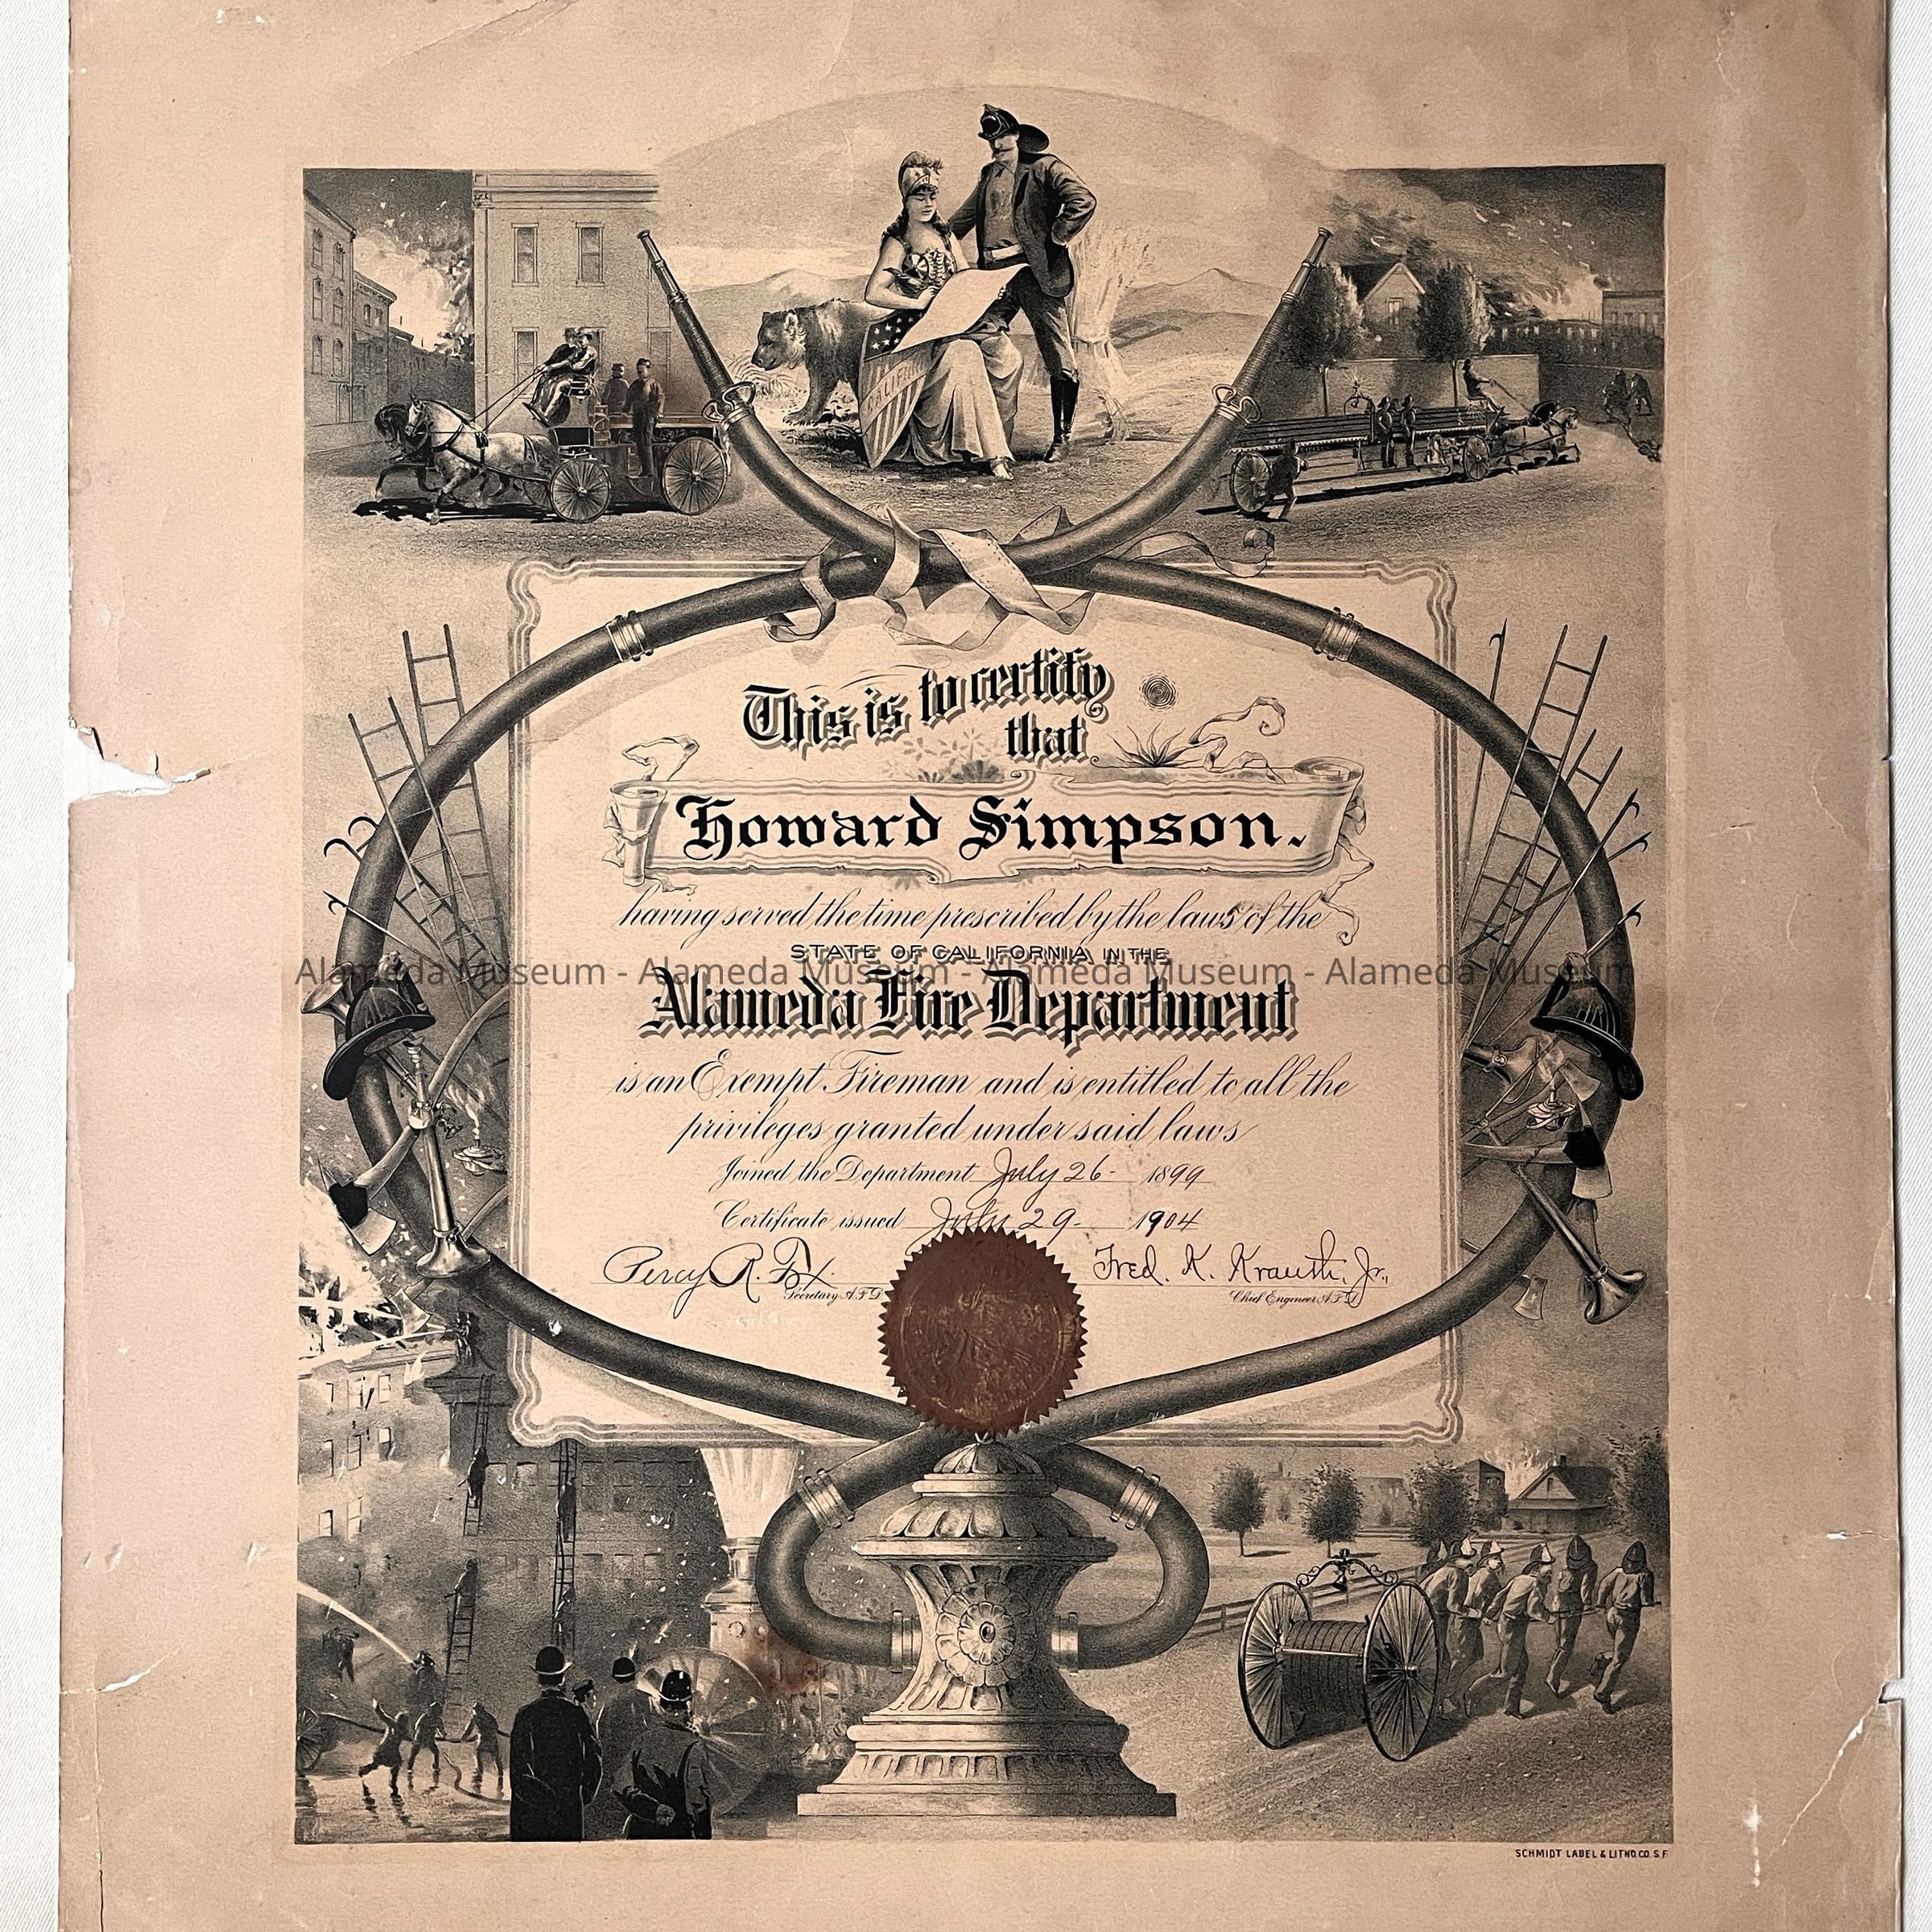 CALIFORNIA
This is to certify
that
Howard Simpson.
having served the time prescribed by the laws of the
STATE OF CALIFORNIA IN THE
Alameda Museum - Alameda Museum - Alameda Museum - Alameda Museum
Alameda Fire Department
is an Exempt Fireman and is entitled to all the
privileges granted under said laws
Joined the Department July 26- 1899
Certificate issued July 29- 1904
Percy R. Fox. Fred. K. Krauth, Jr.,
Secretary A.F.D. Chief Engineer A.F.D.
SCHMIDT LABEL & LITHO. CO. S. F.